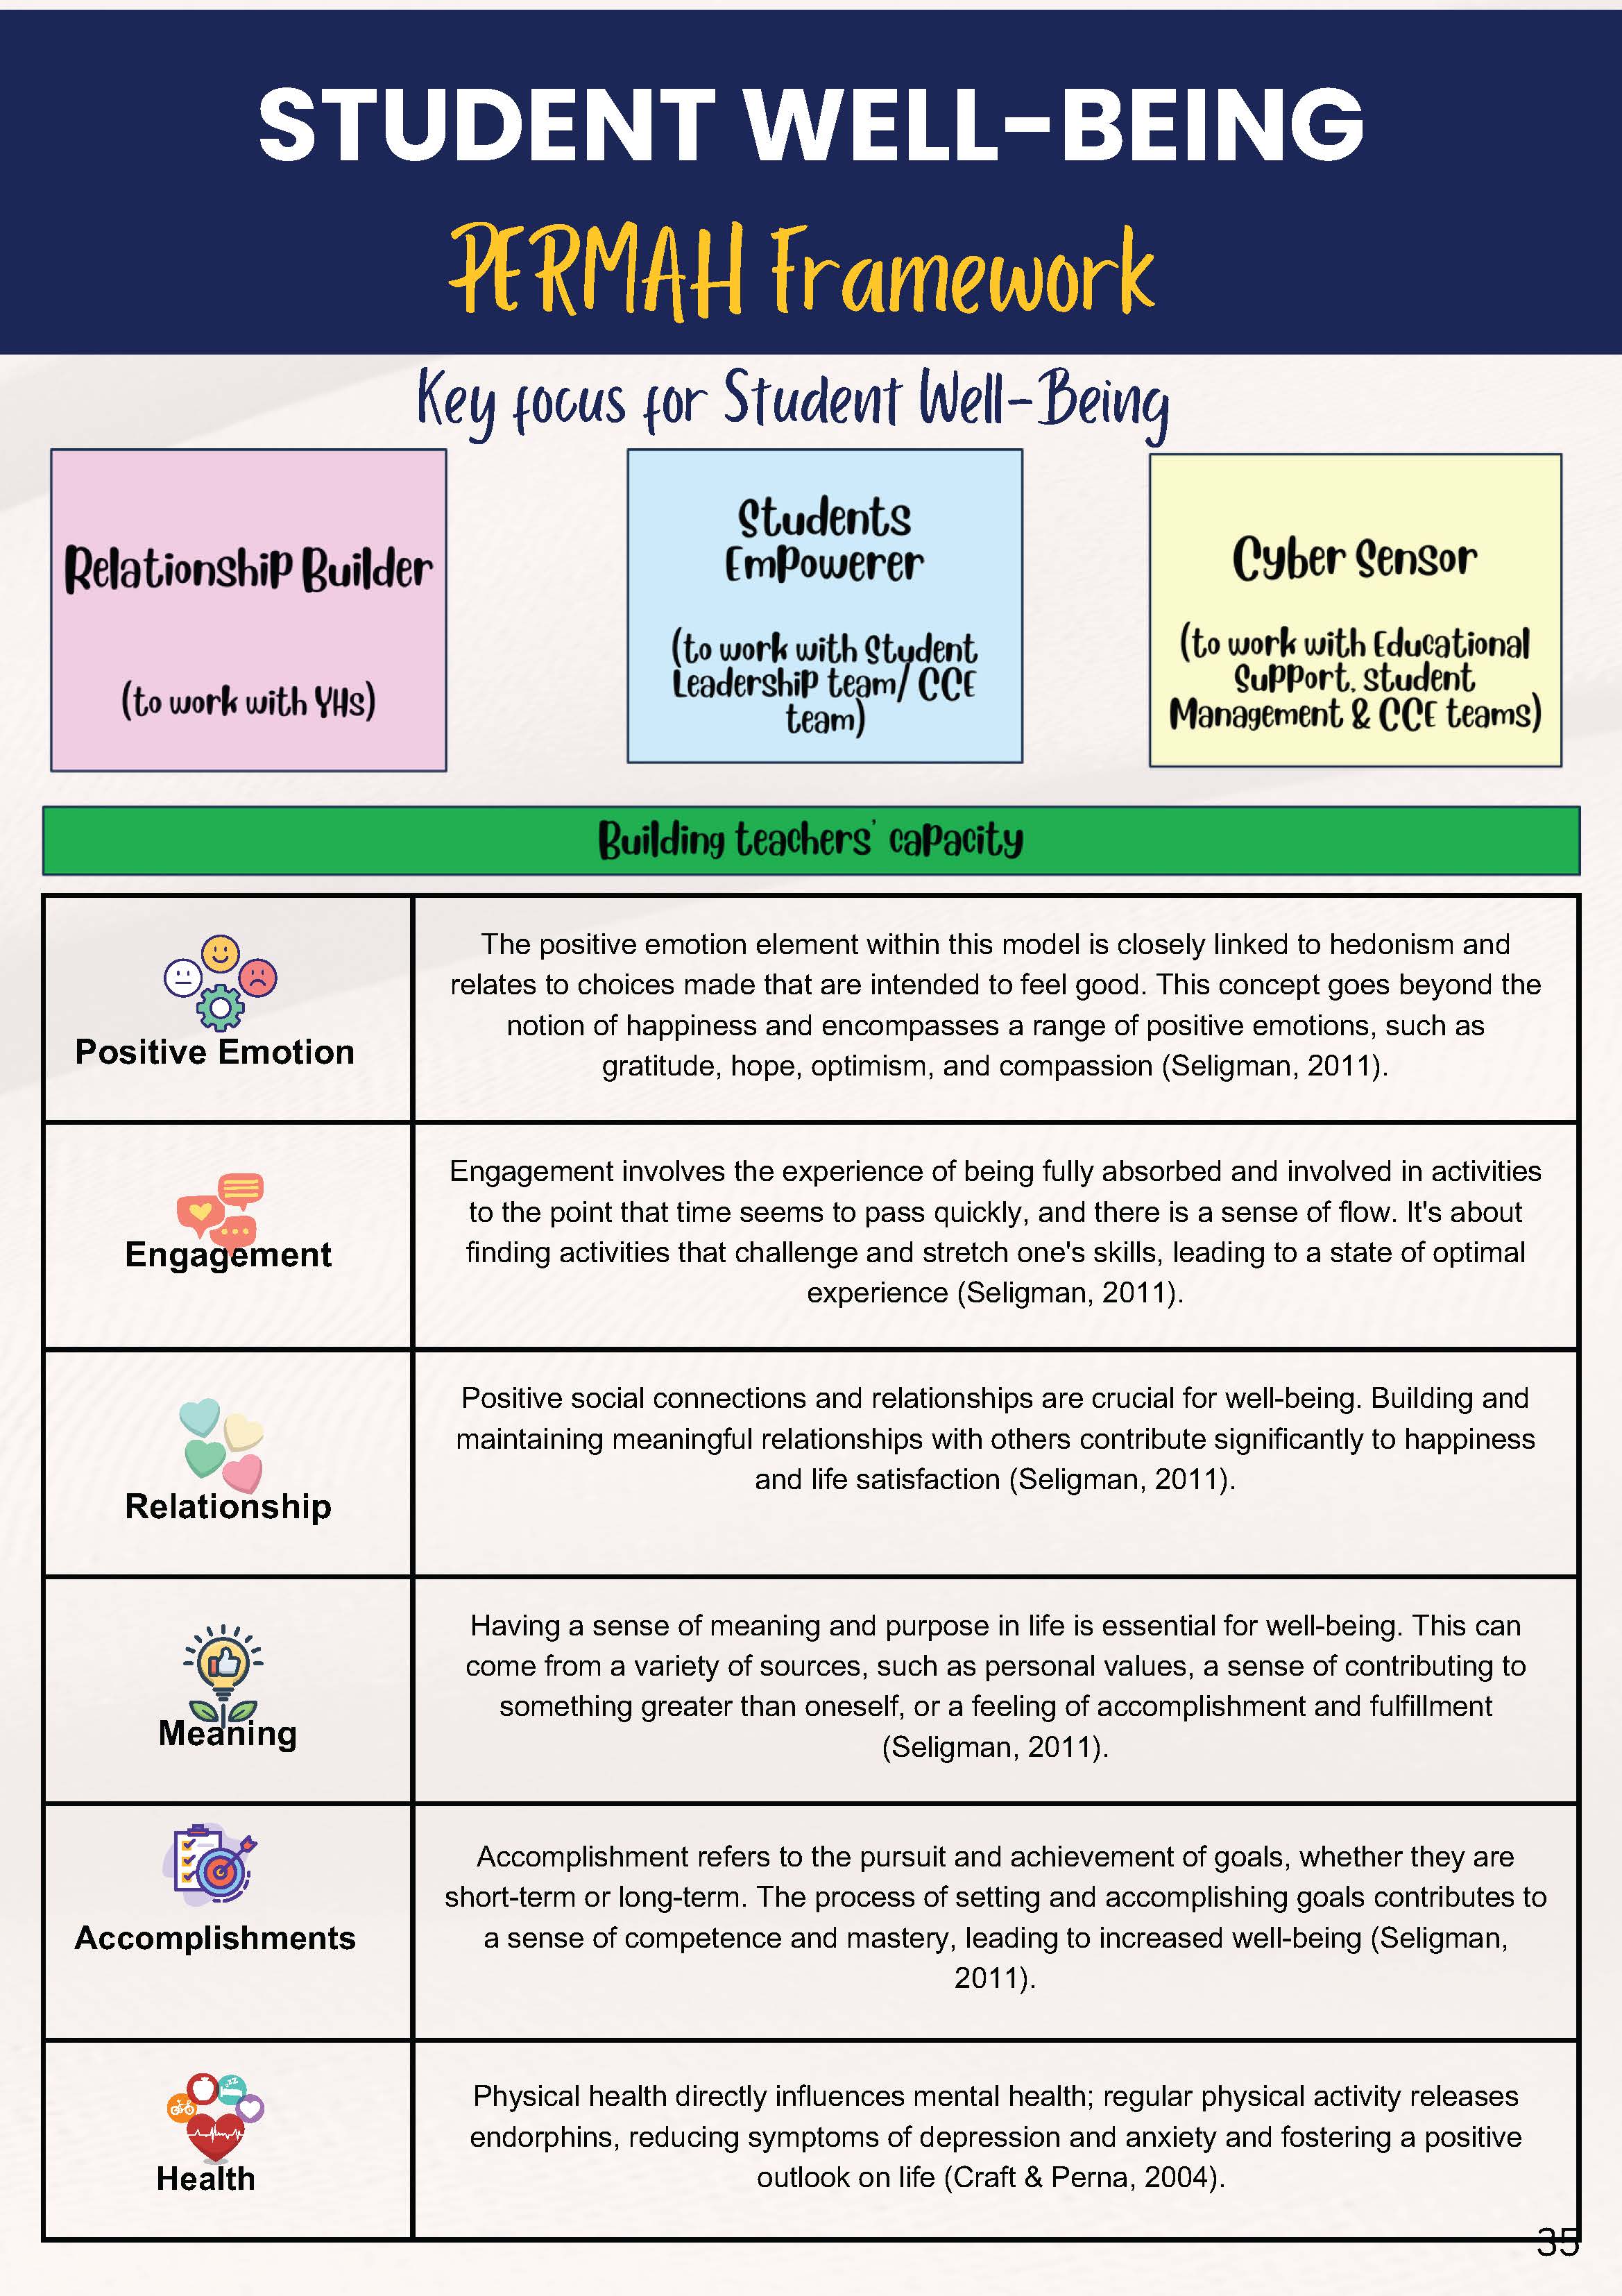 STUDENT WELL-BEING
PERMAH Framework
Key focus for Student Well-Being
Relationship Builder
(to work with YHs)
Students
Empowerer
(to work with Student
Leadership team/ CCE
team)
Cyber Sensor
(to work with Educational
Support, student
Management & CCE teams)
Building teachers' capacity
Positive Emotion
The positive emotion element within this model is closely linked to hedonism and
relates to choices made that are intended to feel good. This concept goes beyond the
notion of happiness and encompasses a range of positive emotions, such as
gratitude, hope, optimism, and compassion (Seligman, 2011).
Engagement
Engagement involves the experience of being fully absorbed and involved in activities
to the point that time seems to pass quickly, and there is a sense of flow. It's about
finding activities that challenge and stretch one's skills, leading to a state of optimal
experience (Seligman, 2011).
Relationship
Positive social connections and relationships are crucial for well-being. Building and
maintaining meaningful relationships with others contribute significantly to happiness
and life satisfaction (Seligman, 2011).
Meaning
Having a sense of meaning and purpose in life is essential for well-being. This can
come from a variety of sources, such as personal values, a sense of contributing to
something greater than oneself, or a feeling of accomplishment and fulfillment
(Seligman, 2011).
Accomplishments
Accomplishment refers to the pursuit and achievement of goals, whether they are
short-term or long-term. The process of setting and accomplishing goals contributes to
a sense of competence and mastery, leading to increased well-being (Seligman,
2011).
Health
Physical health directly influences mental health; regular physical activity releases
endorphins, reducing symptoms of depression and anxiety and fostering a positive
outlook on life (Craft & Perna, 2004).
35